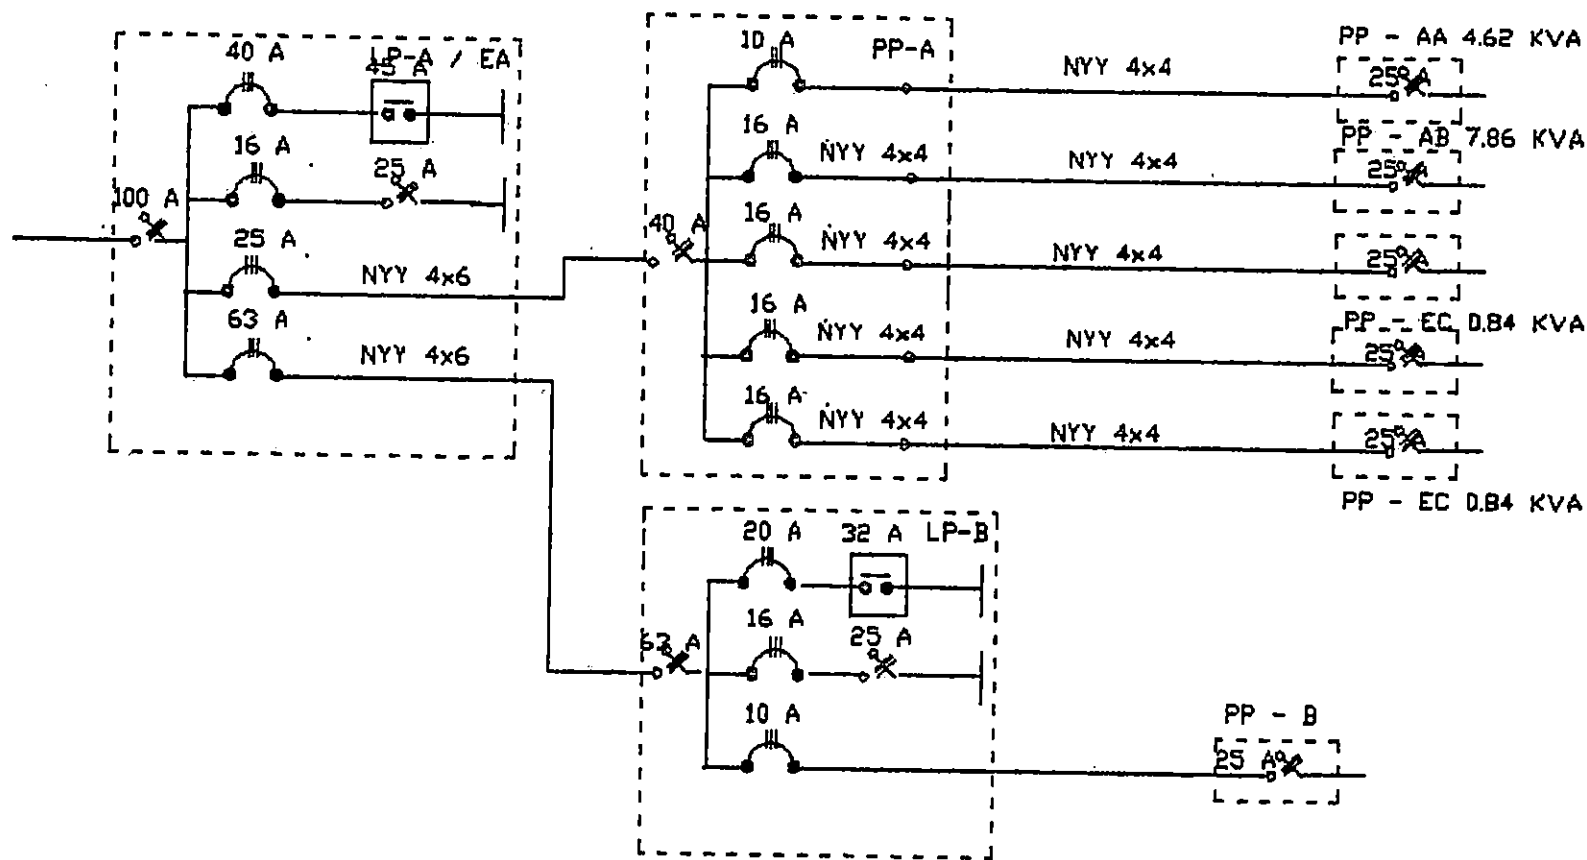 40 A
LP-A / EA
45 A
16 A
25 A
100 A
25 A
NYY 4x6
63 A
NYY 4x6
10 A
PP-A
NYY 4x4
PP - AA 4.62 KVA
25 A
16 A
NYY 4x4
NYY 4x4
PP - AB 7.86 KVA
25 A
40 A
16 A
NYY 4x4
NYY 4x4
25 A
16 A
NYY 4x4
NYY 4x4
PP - EC 0.84 KVA
25 A
16 A
NYY 4x4
NYY 4x4
25 A
PP - EC 0.84 KVA
20 A
32 A
LP-B
63 A
16 A
25 A
10 A
PP - B
25 A